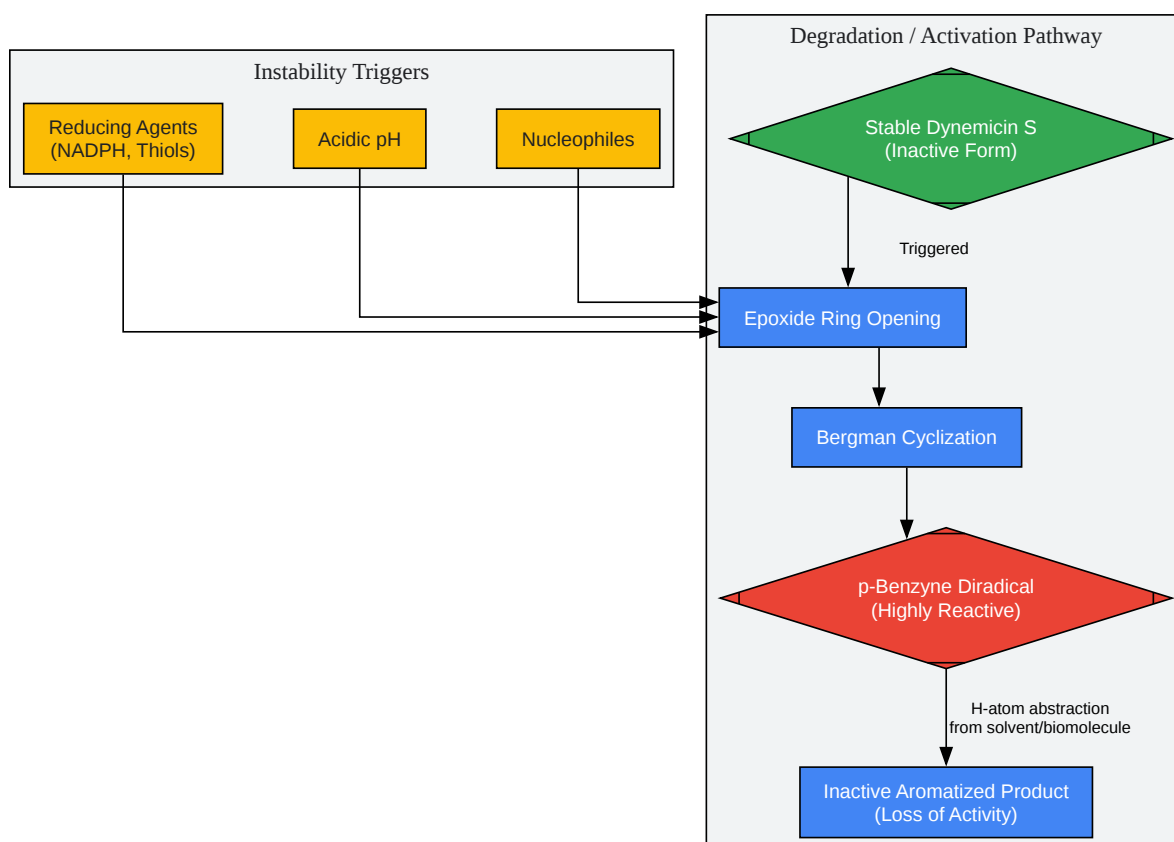 Instability Triggers
Reducing Agents
(NADPH, Thiols)
Acidic pH
Nucleophiles
Degradation / Activation Pathway
Stable Dynemicin S
(Inactive Form)
Triggered
Epoxide Ring Opening
Bergman Cyclization
p-Benzyne Diradical
(Highly Reactive)
H-atom abstraction
from solvent/biomolecule
Inactive Aromatized Product
(Loss of Activity)